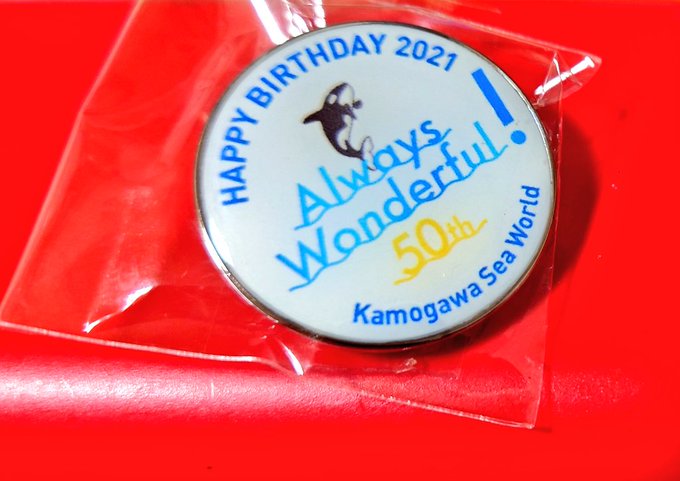 HAPPY BIRTHDAY 2021
Always
Wonderful!
50th
Kamogawa Sea World